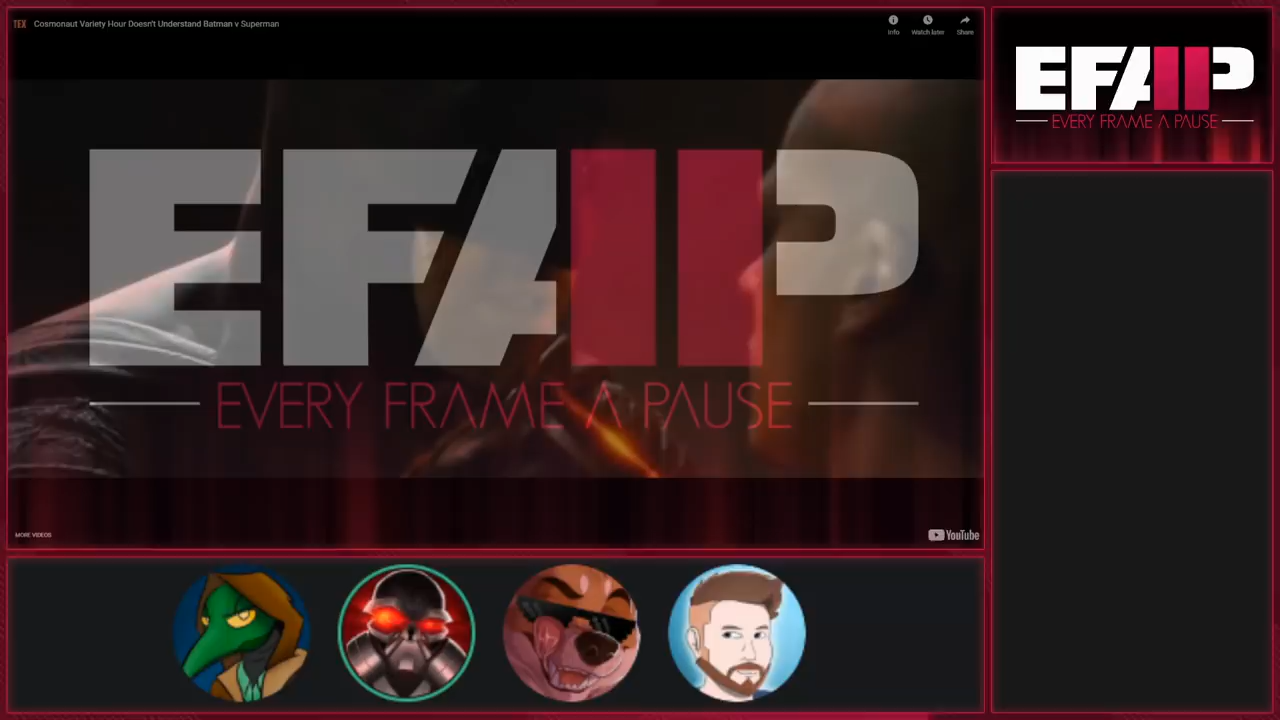 TEX Cosmonaut Variety Hour Doesn't Understand Batman v Superman
Info
Watch later
Share
EFAP
EVERY FRAME A PAUSE
MORE VIDEOS
YouTube
EFAP
EVERY FRAME A PAUSE